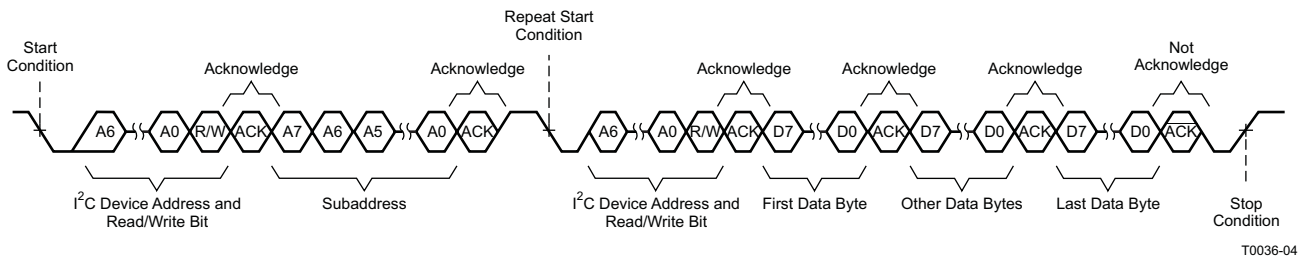 Repeat Start
Condition
Start
Condition
Not
Acknowledge
Acknowledge
Acknowledge
Acknowledge
Acknowledge
Acknowledge
A6 A0 R/W ACK A7 A6 A5 A0 ACK A6 A0 R/W ACK D7 D0 ACK D7 D0 ACK D7 D0 ACK
I²C Device Address and
Read/Write Bit
Subaddress
I²C Device Address and
Read/Write Bit
First Data Byte
Other Data Bytes
Last Data Byte
Stop
Condition
T0036-04